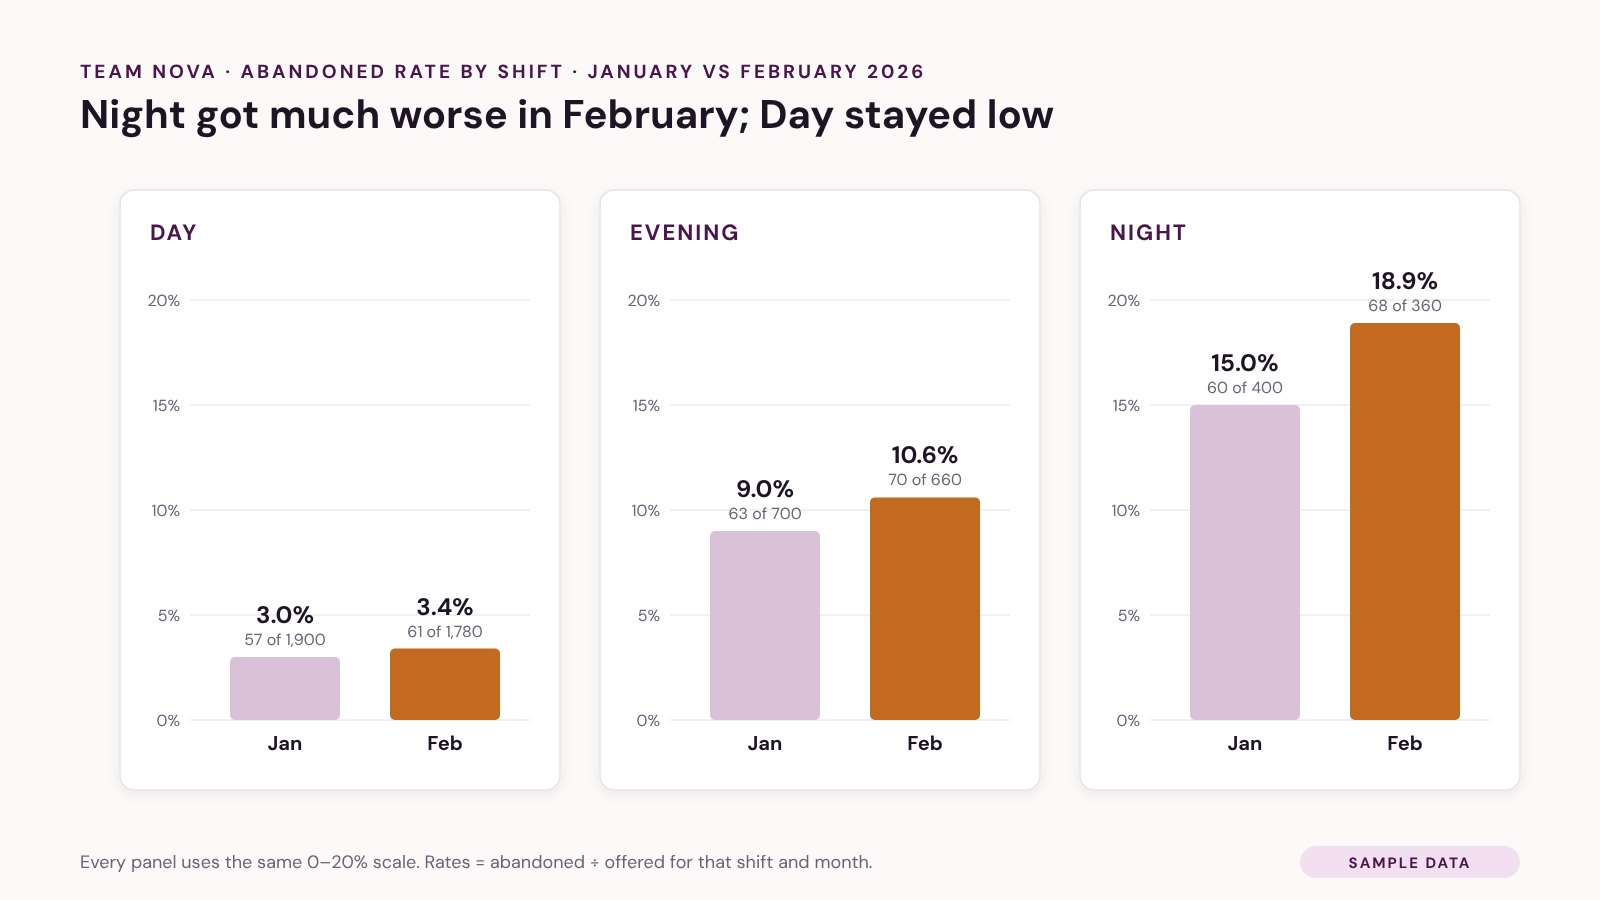 TEAM NOVA · ABANDONED RATE BY SHIFT · JANUARY VS FEBRUARY 2026
Night got much worse in February; Day stayed low
DAY
20%
15%
10%
5%
0%
3.0%
57 of 1,900
3.4%
61 of 1,780
Jan
Feb
EVENING
20%
15%
10%
5%
0%
9.0%
63 of 700
10.6%
70 of 660
Jan
Feb
NIGHT
20%
15%
10%
5%
0%
15.0%
60 of 400
18.9%
68 of 360
Jan
Feb
Every panel uses the same 0–20% scale. Rates = abandoned ÷ offered for that shift and month.
SAMPLE DATA